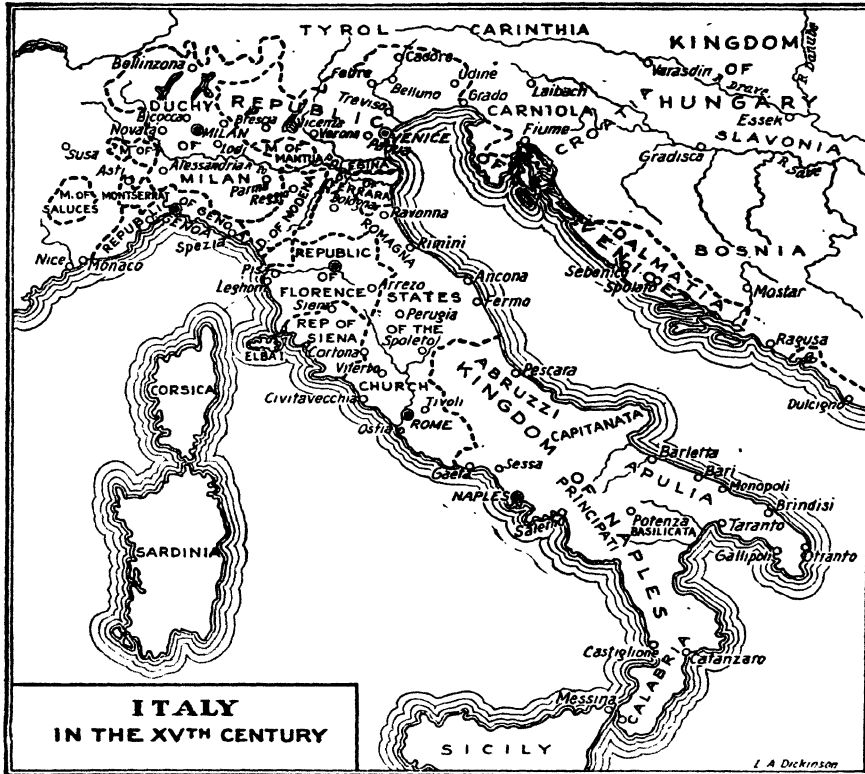 TYROL
CARINTHIA
KINGDOM
OF
HUNGARY
R. Danube
Bellinzona
Cadore
Feltre
Belluno
Udine
Varasdin
R. Drave
Laibach
Treviso
Grado
CARNIOLA
CROATIA
Essek
SLAVONIA
DUCHY
REPUBLIC
OF
Bicocca
Brescia
Vicenza
Verona
Padua
VENICE
Fiume
Novara
MILAN
Lodi
M. OF
MANTUA
Gradisca
R. Save
Susa
Asti
Alessandria
MILAN
Parma
FERRARA
Bologna
Ravenna
M. OF
SALUCES
M. OF
MONTSERRAT
REPUBLIC OF GENOA
GENOA
D. OF MODENA
ROMAGNA
DALMATIA
VENICE
BOSNIA
Spezia
Rimini
Nice
Monaco
REPUBLIC
OF
FLORENCE
Leghorn
Arrezo
Ancona
Sebenico
Spolato
Mostar
Siena
STATES
Fermo
Perugia
OF THE
Spoleto
REP OF
SIENA
ELBA
Cortona
Ragusa
Viterbo
CHURCH
Pescara
ABRUZZI
KINGDOM
OF
NAPLES
CORSICA
Civitavecchia
Tivoli
CAPITANATA
Dulcigno
Ostia
ROME
Barletta
Gaeta
Sessa
APULIA
Bari
Monopoli
NAPLES
PRINCIPATI
Brindisi
Salerno
Potenza
BASILICATA
Taranto
SARDINIA
Gallipoli
Otranto
Castiglione
Catanzaro
CALABRIA
Messina
SICILY
ITALY
IN THE XVTH CENTURY
L. A. Dickinson